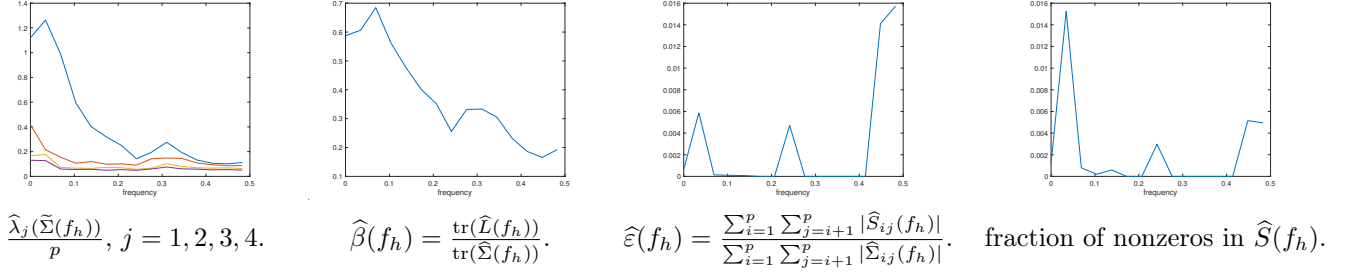 1.4
1.2
1
0.8
0.6
0.4
0.2
0
0 0.1 0.2 0.3 0.4 0.5
frequency
0.7
0.6
0.5
0.4
0.3
0.2
0.1
0 0.1 0.2 0.3 0.4 0.5
frequency
0.016
0.014
0.012
0.01
0.008
0.006
0.004
0.002
0
0 0.1 0.2 0.3 0.4 0.5
frequency
0.016
0.014
0.012
0.01
0.008
0.006
0.004
0.002
0
0 0.1 0.2 0.3 0.4 0.5
frequency
$\frac{\widehat{\lambda}_j(\widetilde{\Sigma}(f_h))}{p}$, $j = 1, 2, 3, 4.$
$\widehat{\beta}(f_h) = \frac{\mathrm{tr}(\widehat{L}(f_h))}{\mathrm{tr}(\widehat{\Sigma}(f_h))}.$
$\widehat{\varepsilon}(f_h) = \frac{\sum_{i=1}^{p} \sum_{j=i+1}^{p} |\widehat{S}_{ij}(f_h)|}{\sum_{i=1}^{p} \sum_{j=i+1}^{p} |\widehat{\Sigma}_{ij}(f_h)|}.$
fraction of nonzeros in $\widehat{S}(f_h).$